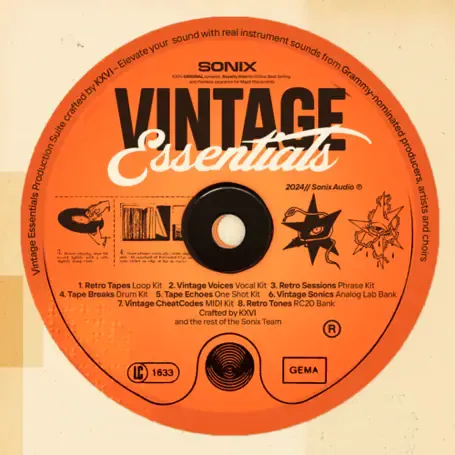 Vintage Essentials Production Suite crafted by KXVI - Elevate your sound with real instrument sounds from Grammy-nominated producers, artists and choirs
SONIX
VINTAGE
Essentials
2024// Sonix Audio ®
1. Retro Tapes Loop Kit 2. Vintage Voices Vocal Kit 3. Retro Sessions Phrase Kit
4. Tape Breaks Drum Kit 5. Tape Echoes One Shot Kit 6. Vintage Sonics Analog Lab Bank
7. Vintage CheatCodes MIDI Kit 8. Retro Tones RC20 Bank
Crafted by KXVI
and the rest of the Sonix Team
®
LC 1633
GEMA